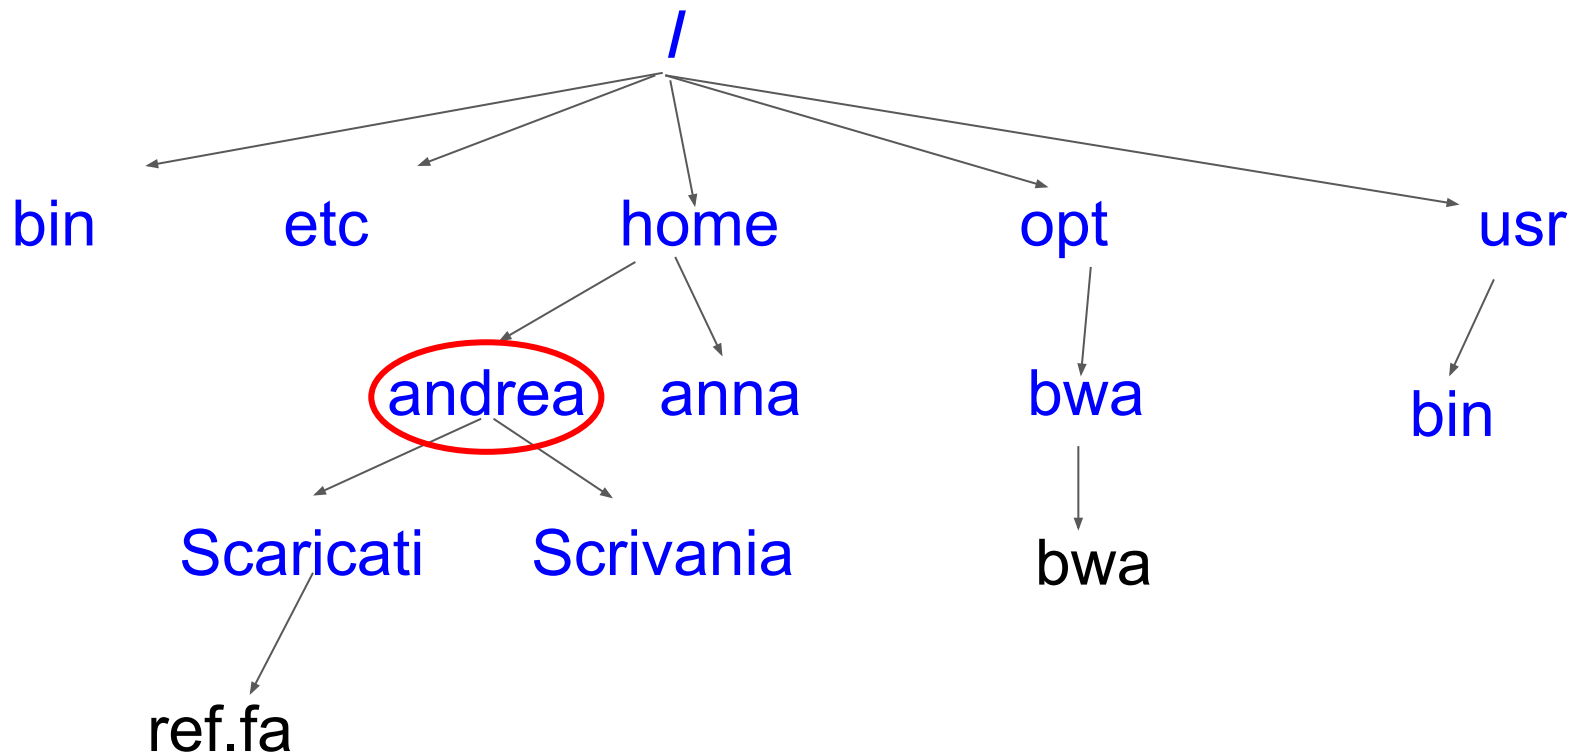 /
bin etc home opt usr
andrea anna bwa bin
Scaricati Scrivania bwa
ref.fa